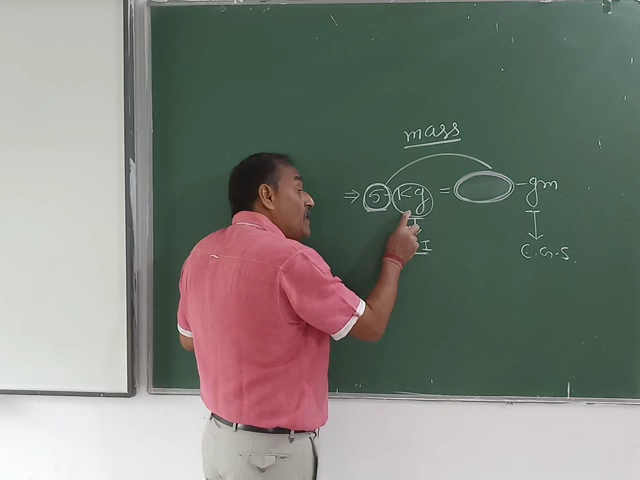 mass
⇒ 5 - Kg = - gm
I
C.G.S.